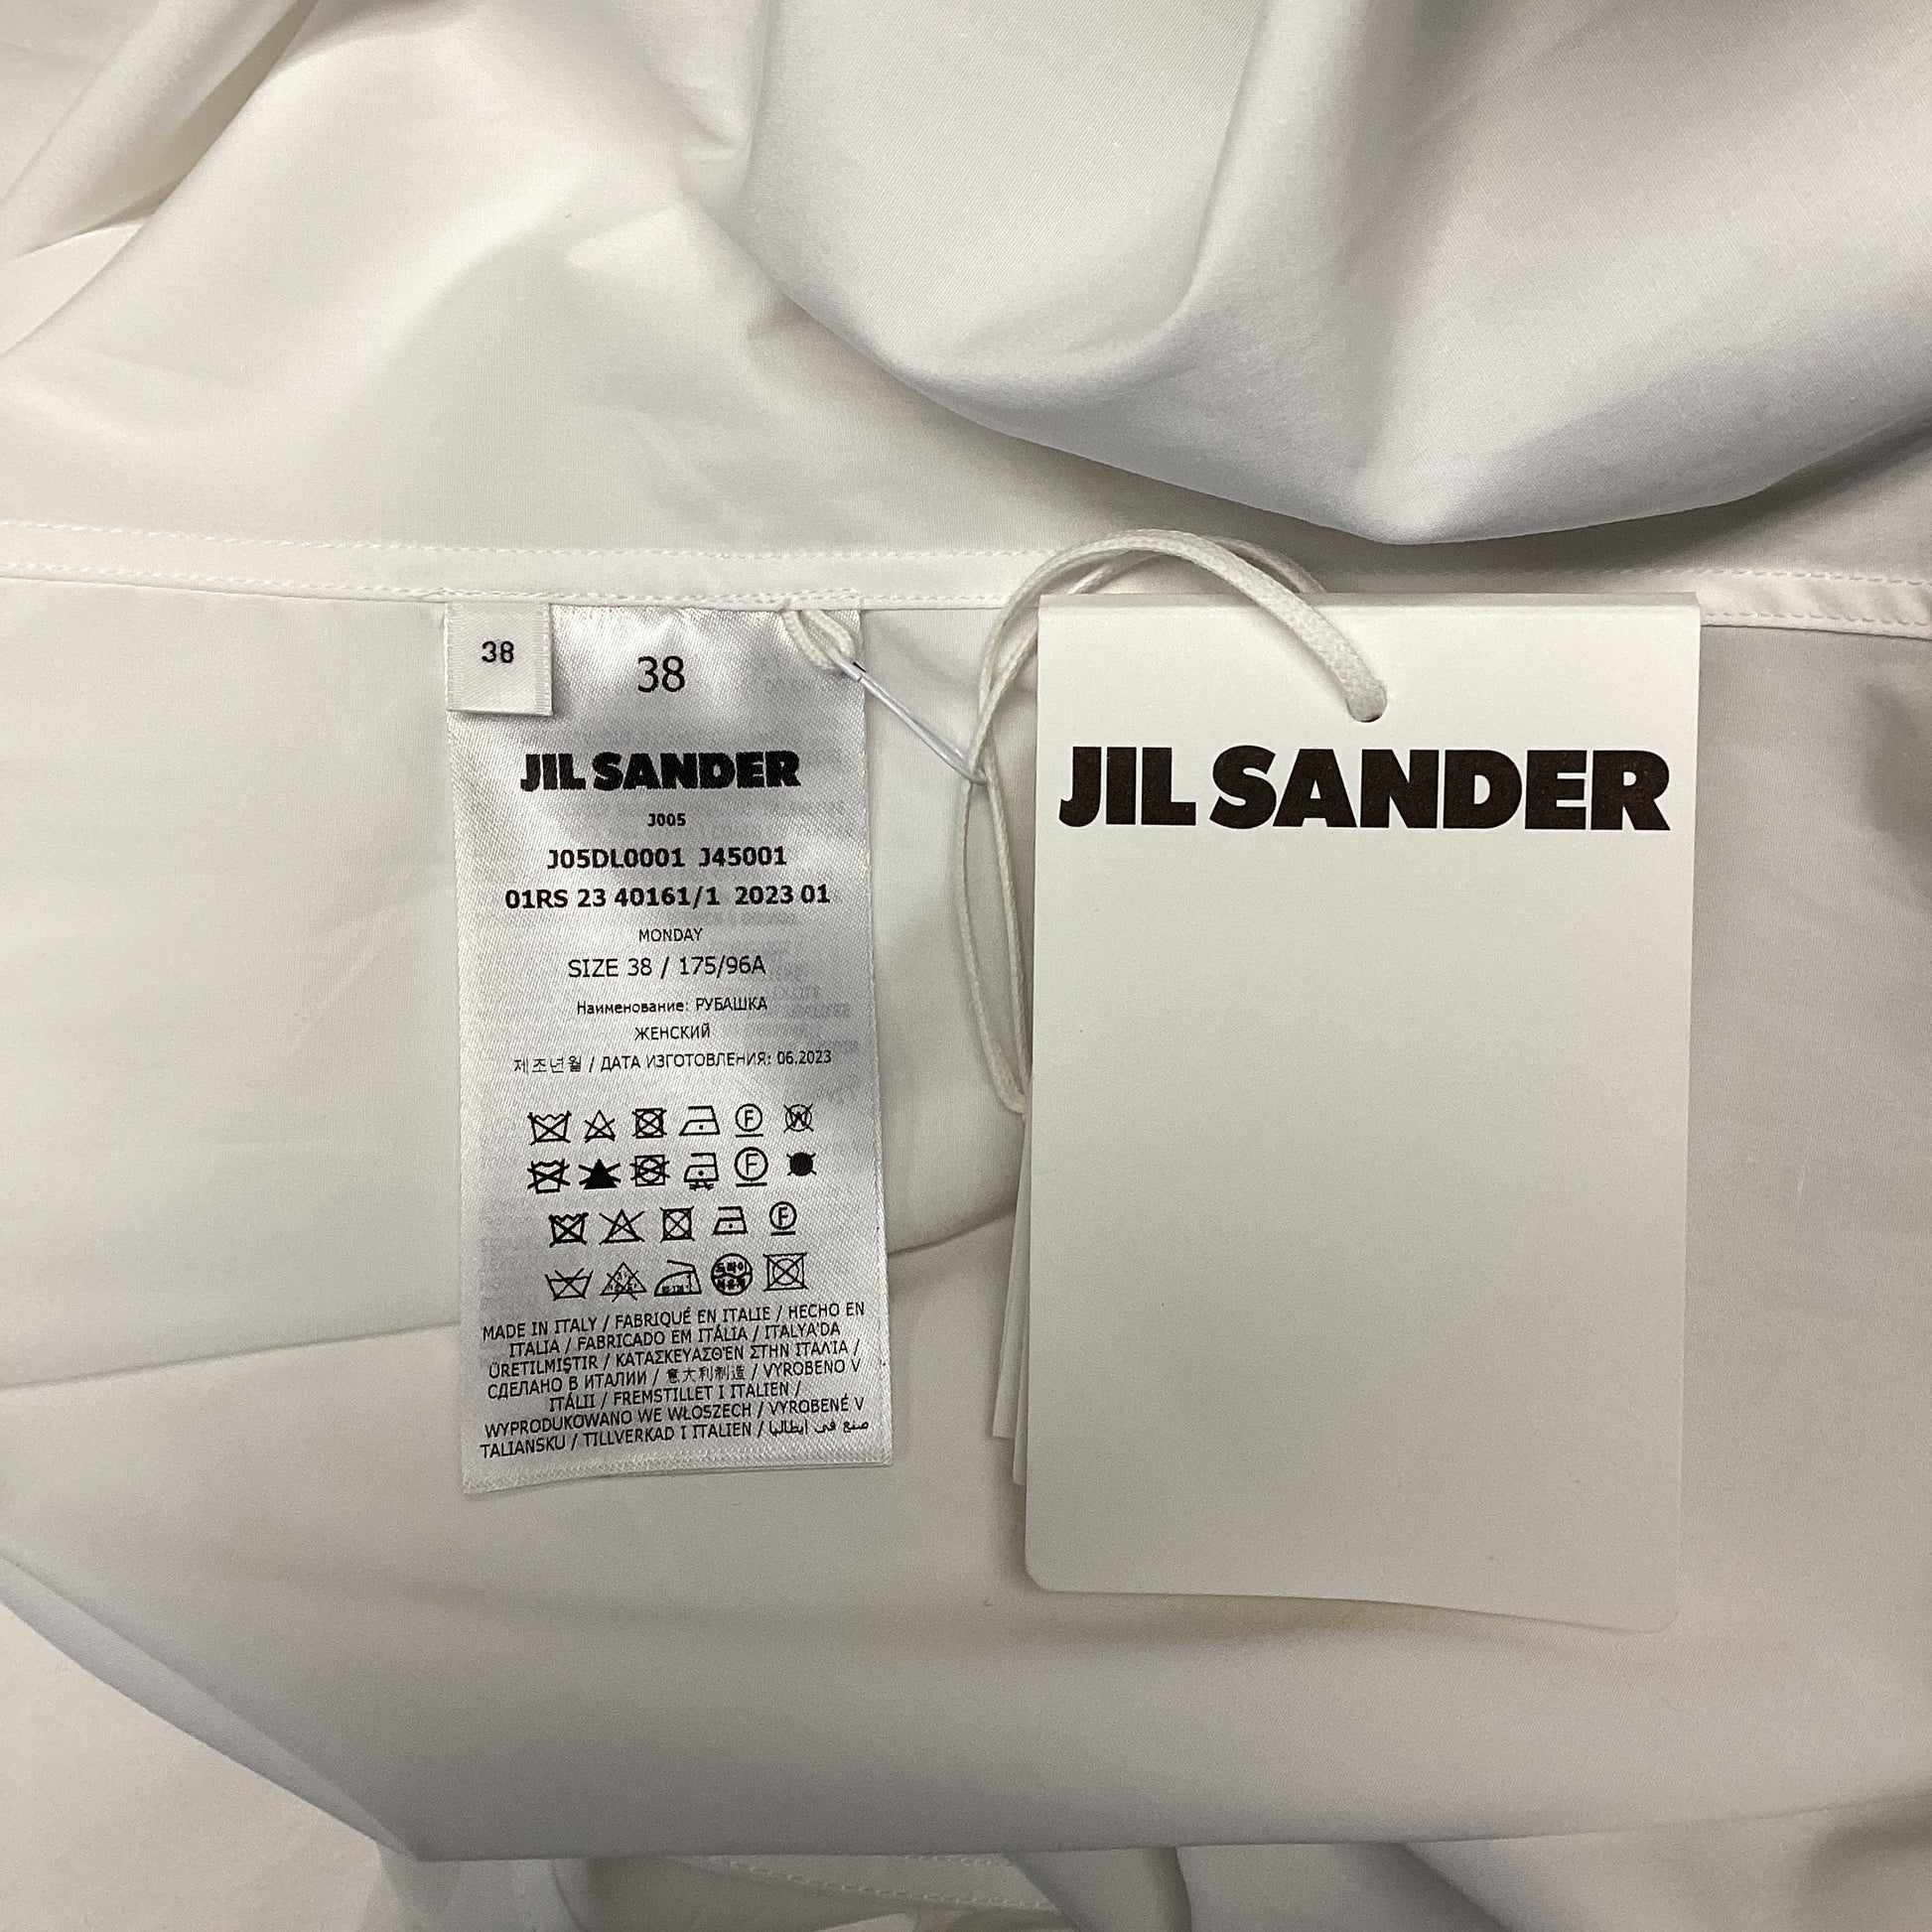 38
38
JIL SANDER
J005
J05DL0001 J45001
01RS 23 40161/1 2023 01
MONDAY
SIZE 38 / 175/96A
Наименование: РУБАШКА
ЖЕНСКИЙ
제조년월 / ДАТА ИЗГОТОВЛЕНИЯ: 06.2023
MADE IN ITALY / FABRIQUÉ EN ITALIE / HECHO EN
ITALIA / FABRICADO EM ITÁLIA / ITALYA'DA
ÜRETILMIŞTIR / ΚΑΤΑΣΚΕΥΑΣΘΈΝ ΣΤΗΝ ΙΤΑΛΊΑ /
СДЕЛАНО В ИТАЛИИ / 意大利制造 / VYROBENO V
ITÁLII / FREMSTILLET I ITALIEN /
WYPRODUKOWANO WE WŁOSZECH / VYROBENÉ V
TALIANSKU / TILLVERKAD I ITALIEN / صنع في ايطاليا
JIL SANDER